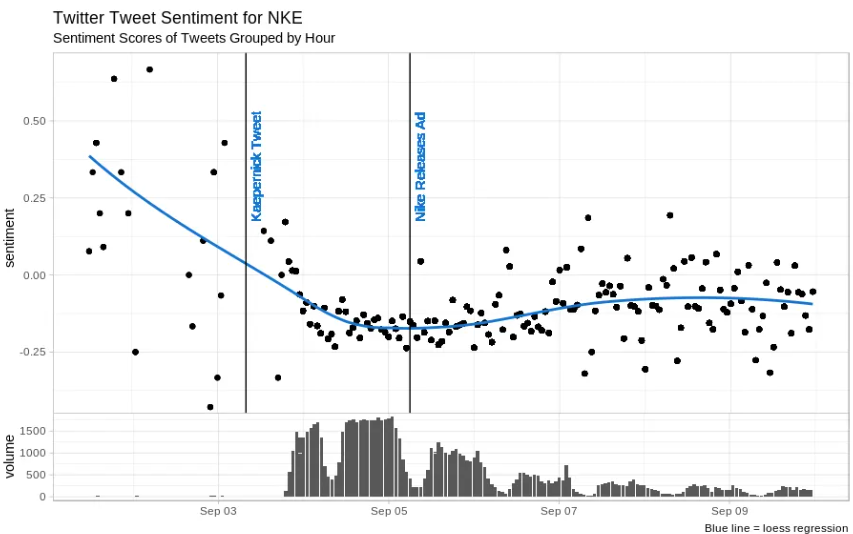 Twitter Tweet Sentiment for NKE
Sentiment Scores of Tweets Grouped by Hour
sentiment
0.50
0.25
0.00
-0.25
Kaepernick Tweet
Nike Releases Ad
volume
1500
1000
500
0
Sep 03
Sep 05
Sep 07
Sep 09
Blue line = loess regression